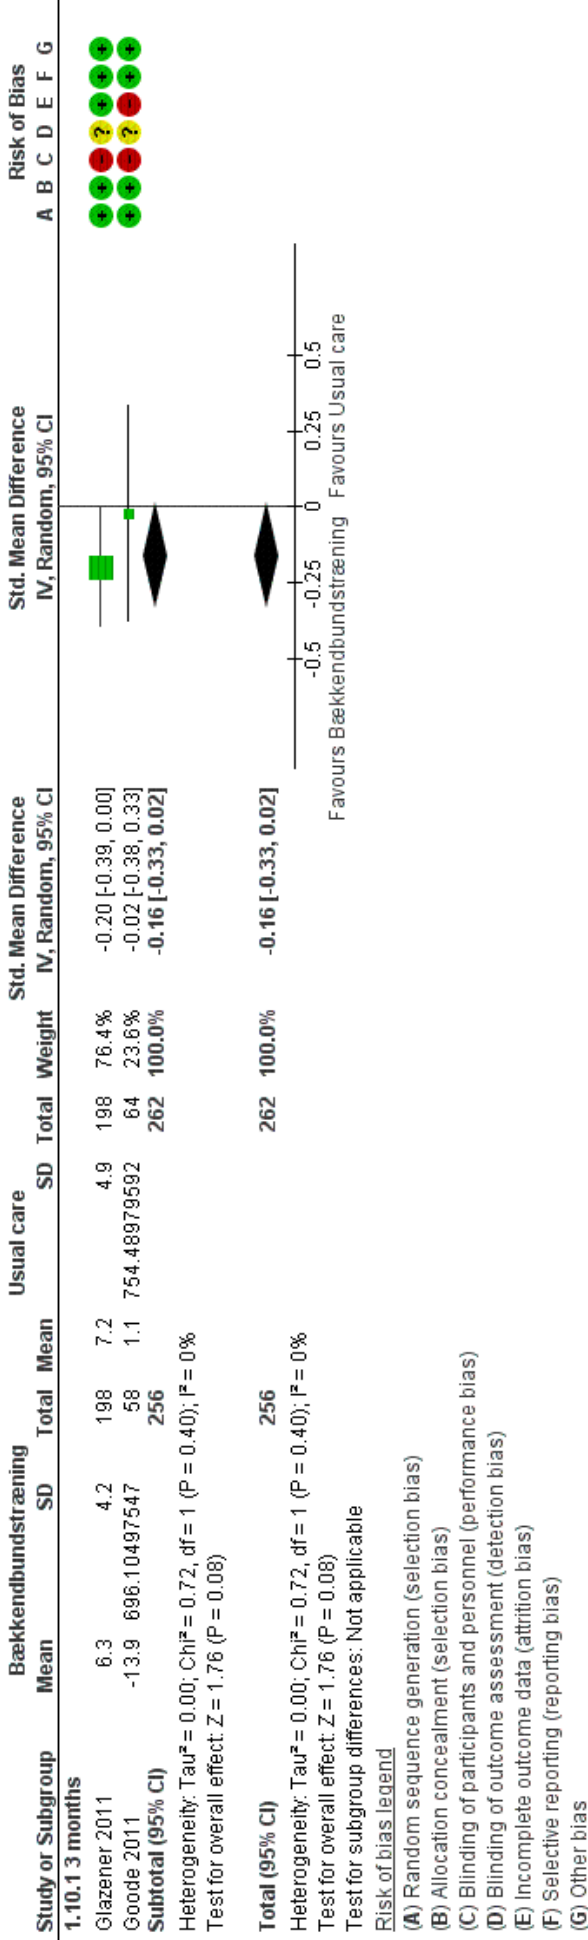 Bækkendbundstræning Usual care Std. Mean Difference Std. Mean Difference Risk of Bias
Study or Subgroup Mean SD Total Mean SD Total Weight IV, Random, 95% CI IV, Random, 95% CI A B C D E F G
1.10.1 3 months
Glazener 2011 6.3 4.2 198 7.2 4.9 198 76.4% -0.20 [-0.39, 0.00] + + - ? + + +
Goode 2011 -13.9 696.10497547 58 1.1 754.48979592 64 23.6% -0.02 [-0.38, 0.33] + + - ? - + +
Subtotal (95% CI) 256 262 100.0% -0.16 [-0.33, 0.02]
Heterogeneity: Tau² = 0.00; Chi² = 0.72, df = 1 (P = 0.40); I² = 0%
Test for overall effect: Z = 1.76 (P = 0.08)
Total (95% CI) 256 262 100.0% -0.16 [-0.33, 0.02]
Heterogeneity: Tau² = 0.00; Chi² = 0.72, df = 1 (P = 0.40); I² = 0%
Test for overall effect: Z = 1.76 (P = 0.08)
Test for subgroup differences: Not applicable
-0.5 -0.25 0 0.25 0.5
Favours Bækkendbundstræning Favours Usual care
Risk of bias legend
(A) Random sequence generation (selection bias)
(B) Allocation concealment (selection bias)
(C) Blinding of participants and personnel (performance bias)
(D) Blinding of outcome assessment (detection bias)
(E) Incomplete outcome data (attrition bias)
(F) Selective reporting (reporting bias)
(G) Other bias